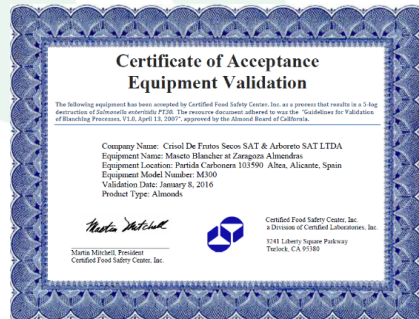 Certificate of Acceptance
Equipment Validation
The following equipment has been accepted by Certified Food Safety Center, Inc. as a process that results in a 5-log
destruction of Salmonella enteritidis PT30. The resource document adhered to was the "Guidelines for Validation
of Blanching Processes, V1.0, April 13, 2007", approved by the Almond Board of California.
Company Name: Crisol De Frutos Secos SAT & Arboreto SAT LTDA
Equipment Name: Maseto Blancher at Zaragoza Almendras
Equipment Location: Partida Carbonera 103590 Altea, Alicante, Spain
Equipment Model Number: M300
Validation Date: January 8, 2016
Product Type: Almonds
Martin Mitchell
Martin Mitchell, President
Certified Food Safety Center, Inc.
Certified Food Safety Center, Inc.
a Division of Certified Laboratories, Inc.
3241 Liberty Square Parkway
Turlock, CA 95380